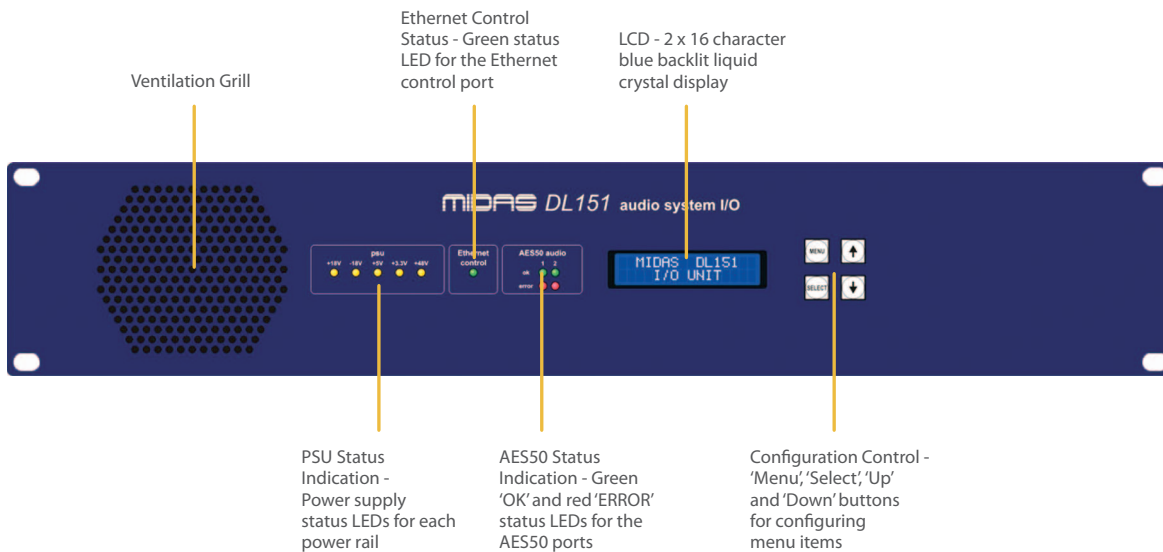 Ethernet Control
Status - Green status
LED for the Ethernet
control port
LCD - 2 x 16 character
blue backlit liquid
crystal display
Ventilation Grill
MIDAS DL151 audio system I/O
psu
+18V -18V +5V +3.3V +48V
Ethernet
control
AES50 audio
1 2
ok
error
MIDAS DL151
I/O UNIT
MENU
SELECT
PSU Status
Indication -
Power supply
status LEDs for each
power rail
AES50 Status
Indication - Green
‘OK’ and red ‘ERROR’
status LEDs for the
AES50 ports
Configuration Control -
‘Menu’, ‘Select’, ‘Up’
and ‘Down’ buttons
for configuring
menu items